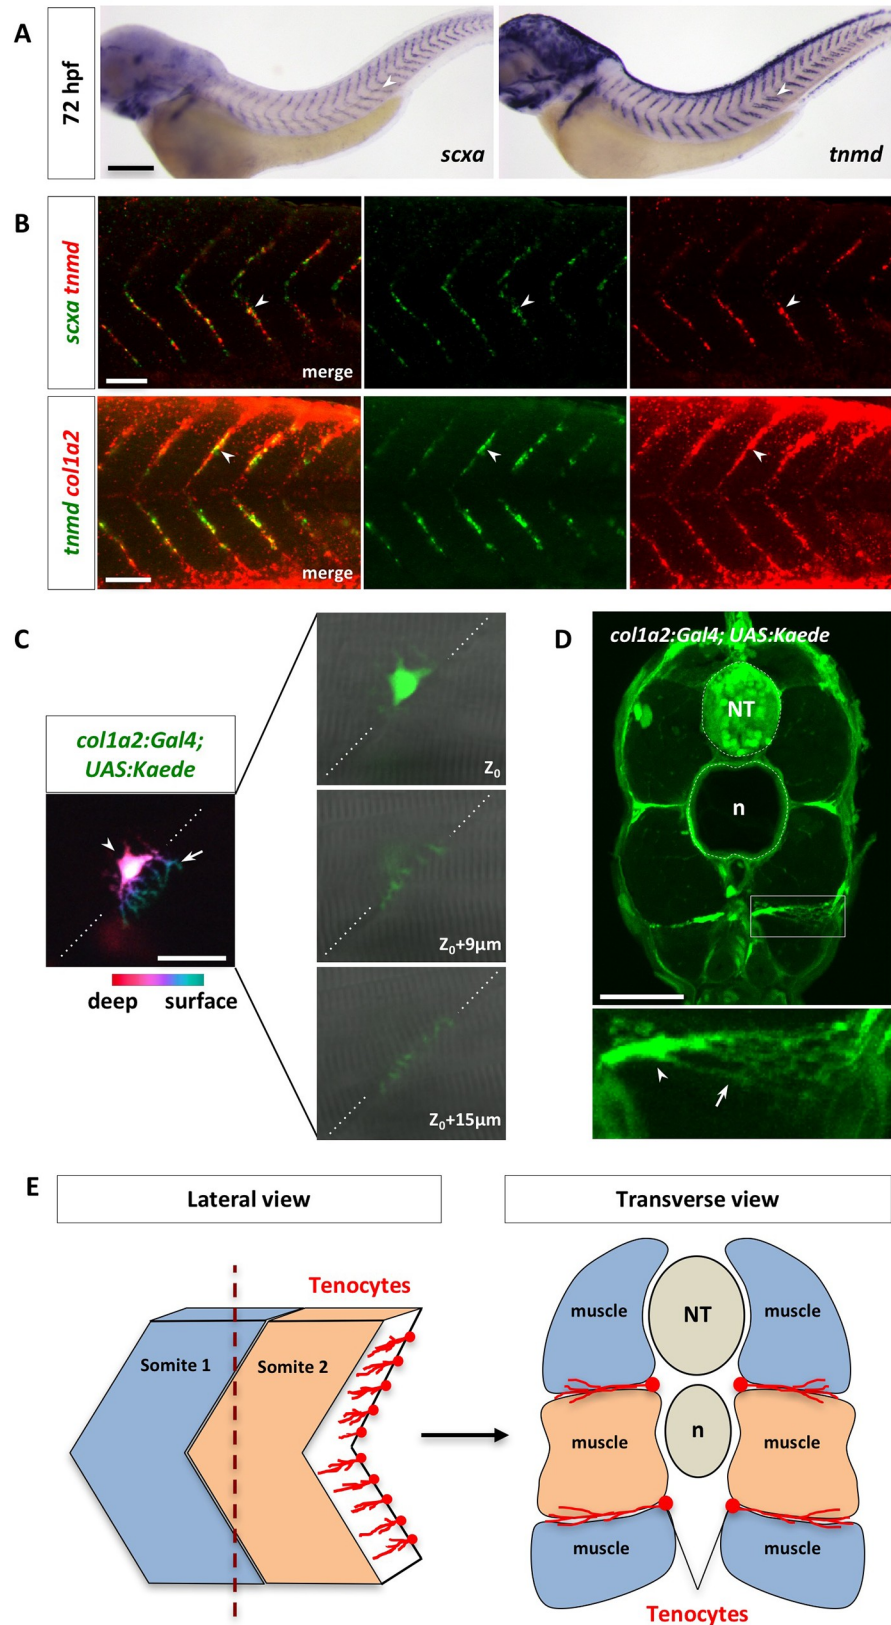 A
72 hpf
scxa
tnmd
B
scxa tnmd
merge
tnmd col1a2
merge
C
col1a2:Gal4;
UAS:Kaede
deep surface
Z₀
Z₀+9µm
Z₀+15µm
D
col1a2:Gal4; UAS:Kaede
NT
n
E
Lateral view
Tenocytes
Somite 1
Somite 2
Transverse view
muscle
NT
muscle
muscle
n
muscle
muscle
muscle
Tenocytes